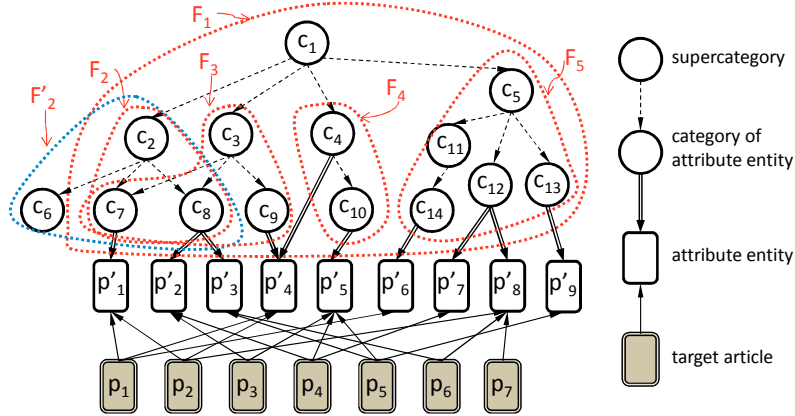 F₁
c₁
supercategory
F₂
F₃
F₅
F'₂
F₄
c₅
c₂
c₃
c₄
c₁₁
category of
attribute entity
c₆
c₇
c₈
c₉
c₁₀
c₁₄
c₁₂
c₁₃
p'₁
p'₂
p'₃
p'₄
p'₅
p'₆
p'₇
p'₈
p'₉
attribute entity
p₁
p₂
p₃
p₄
p₅
p₆
p₇
target article